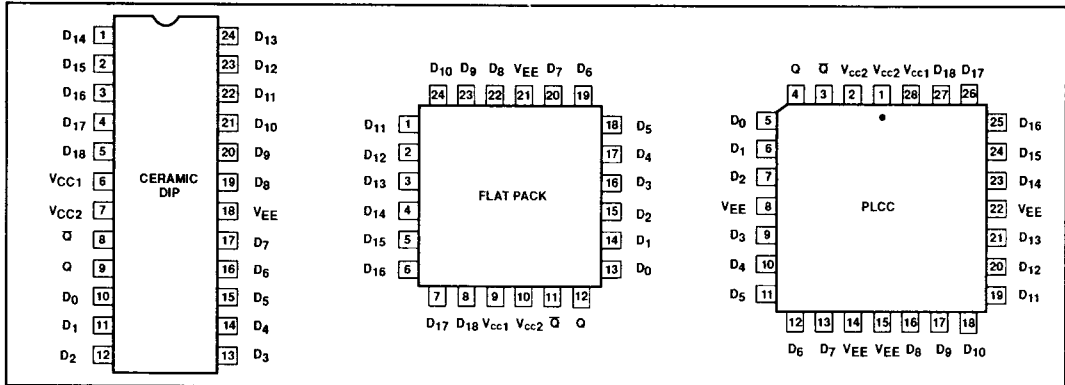 CERAMIC DIP
D14 1 24 D13
D15 2 23 D12
D16 3 22 D11
D17 4 21 D10
D18 5 20 D9
VCC1 6 19 D8
VCC2 7 18 VEE
Q̅ 8 17 D7
Q 9 16 D6
D0 10 15 D5
D1 11 14 D4
D2 12 13 D3
D10 D9 D8 VEE D7 D6
24 23 22 21 20 19
D11 1 18 D5
D12 2 17 D4
D13 3 16 D3
FLAT PACK
D14 4 15 D2
D15 5 14 D1
D16 6 13 D0
7 8 9 10 11 12
D17 D18 Vcc1 Vcc2 Q̅ Q
Q Q̅ Vcc2 Vcc2 Vcc1 D18 D17
4 3 2 1 28 27 26
D0 5 25 D16
D1 6 24 D15
D2 7 23 D14
VEE 8 22 VEE
PLCC
D3 9 21 D13
D4 10 20 D12
D5 11 19 D11
12 13 14 15 16 17 18
D6 D7 VEE VEE D8 D9 D10